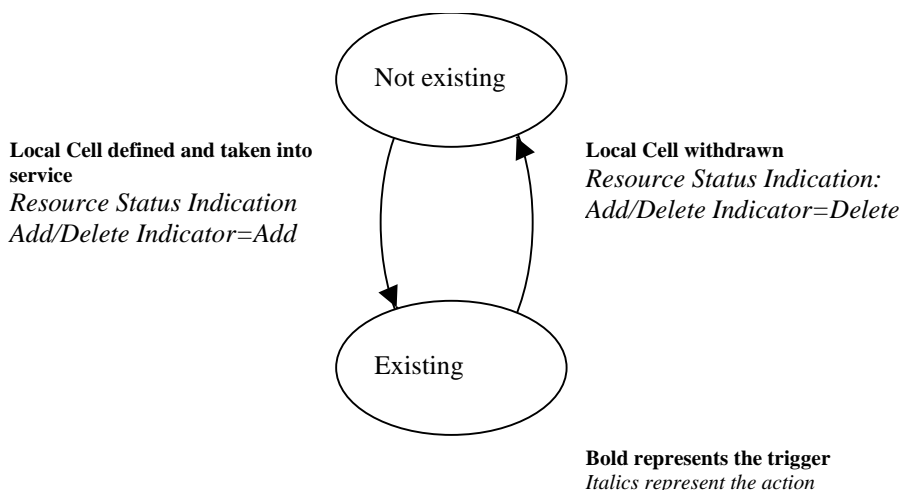 Not existing
Local Cell defined and taken into
service
Resource Status Indication
Add/Delete Indicator=Add
Local Cell withdrawn
Resource Status Indication:
Add/Delete Indicator=Delete
Existing
Bold represents the trigger
Italics represent the action